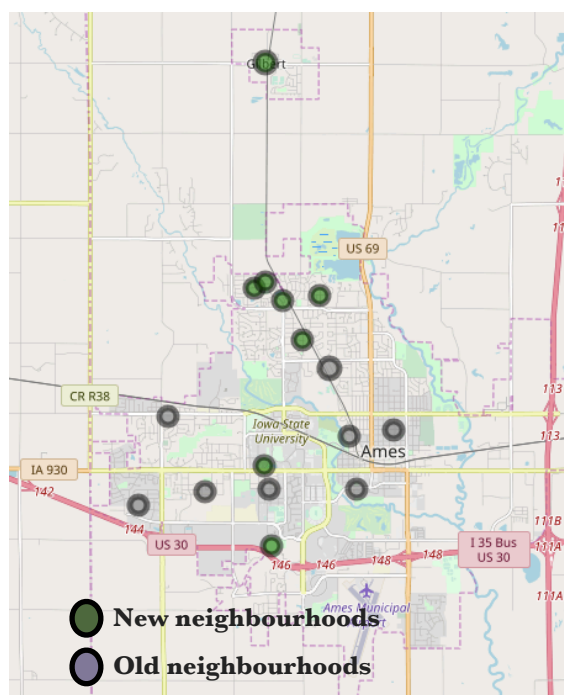 Gilbert
US 69
113
CR R38
113
Iowa State
University
113
Ames
IA 930
142
144
111B
US 30
I 35 Bus
US 30
111A
146
146
148
148
111A
New neighbourhoods
Ames Municipal
Old neighbourhoods